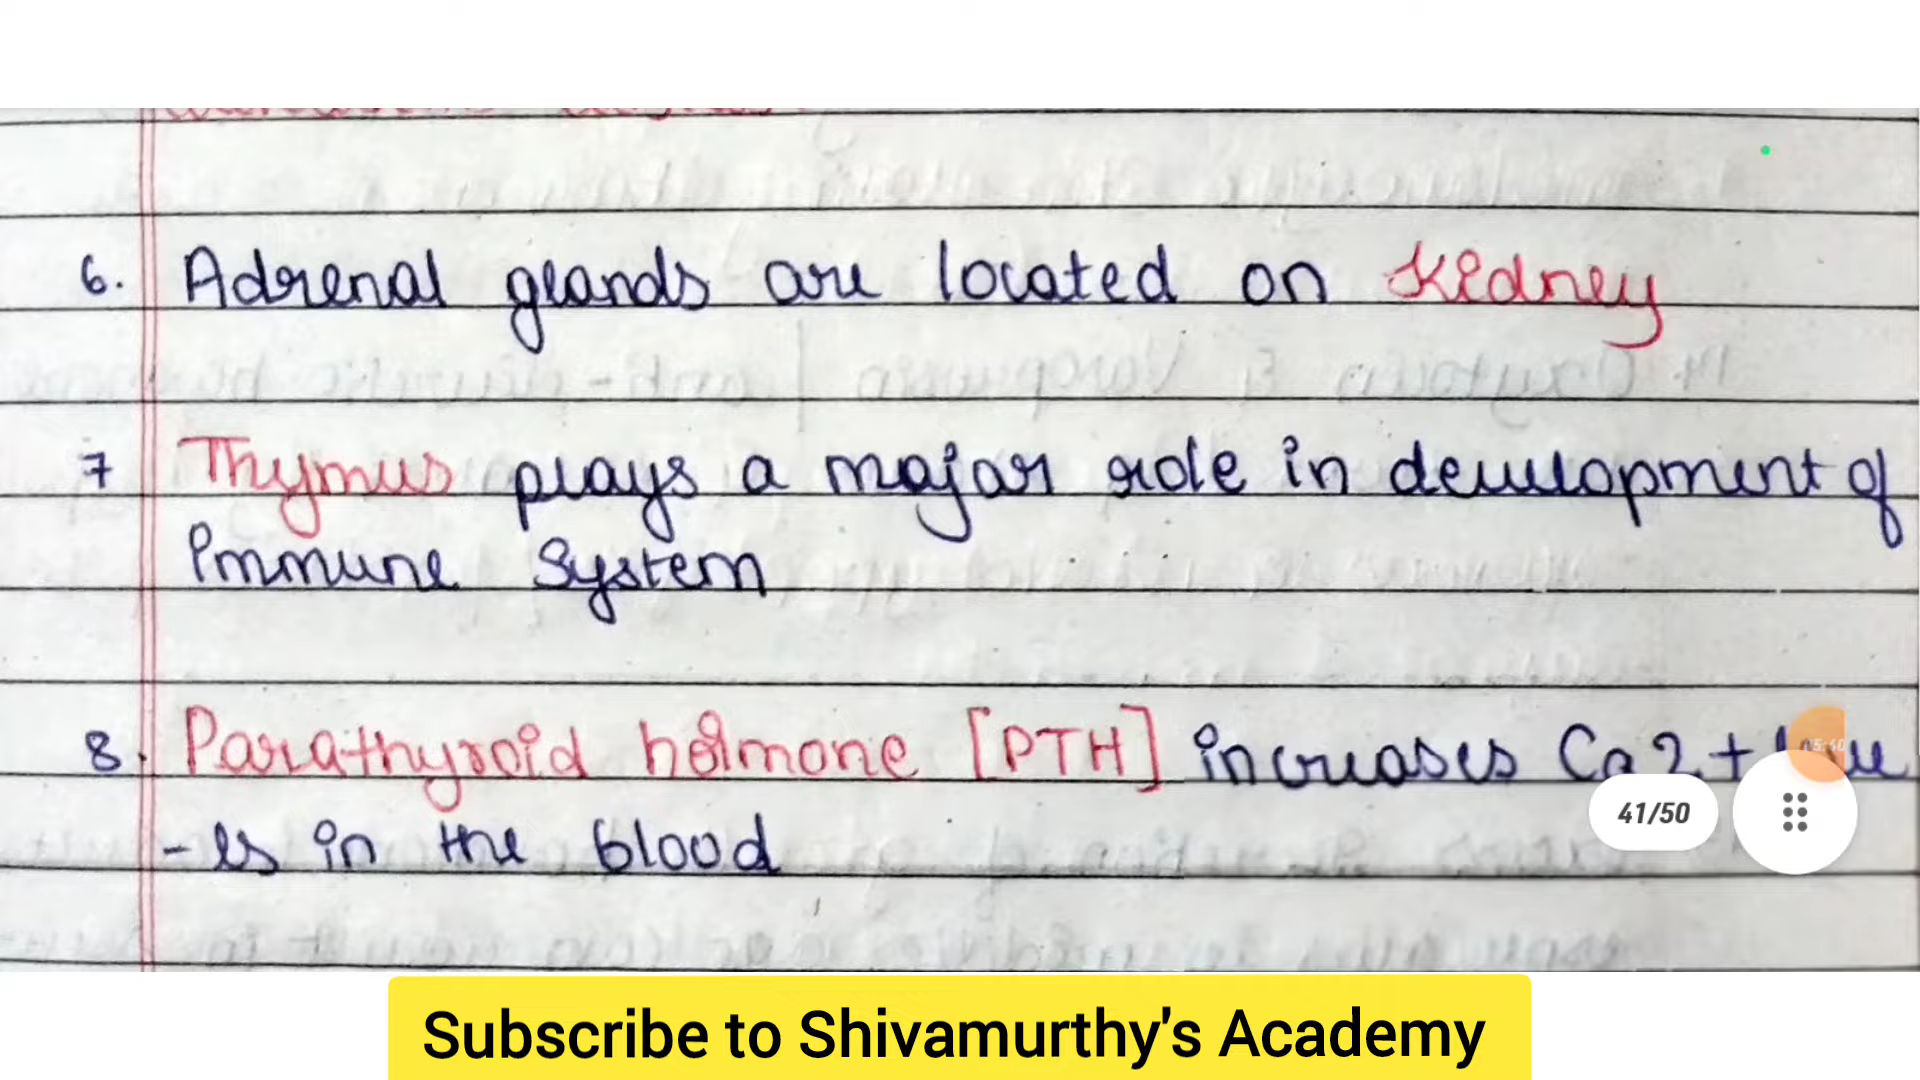 6. Adrenal glands are located on Kidney
7 Thymus plays a major role in development of
Immune System
8. Parathyroid hormone [PTH] increases Ca2+ leve
-ls in the blood
41/50
Subscribe to Shivamurthy's Academy